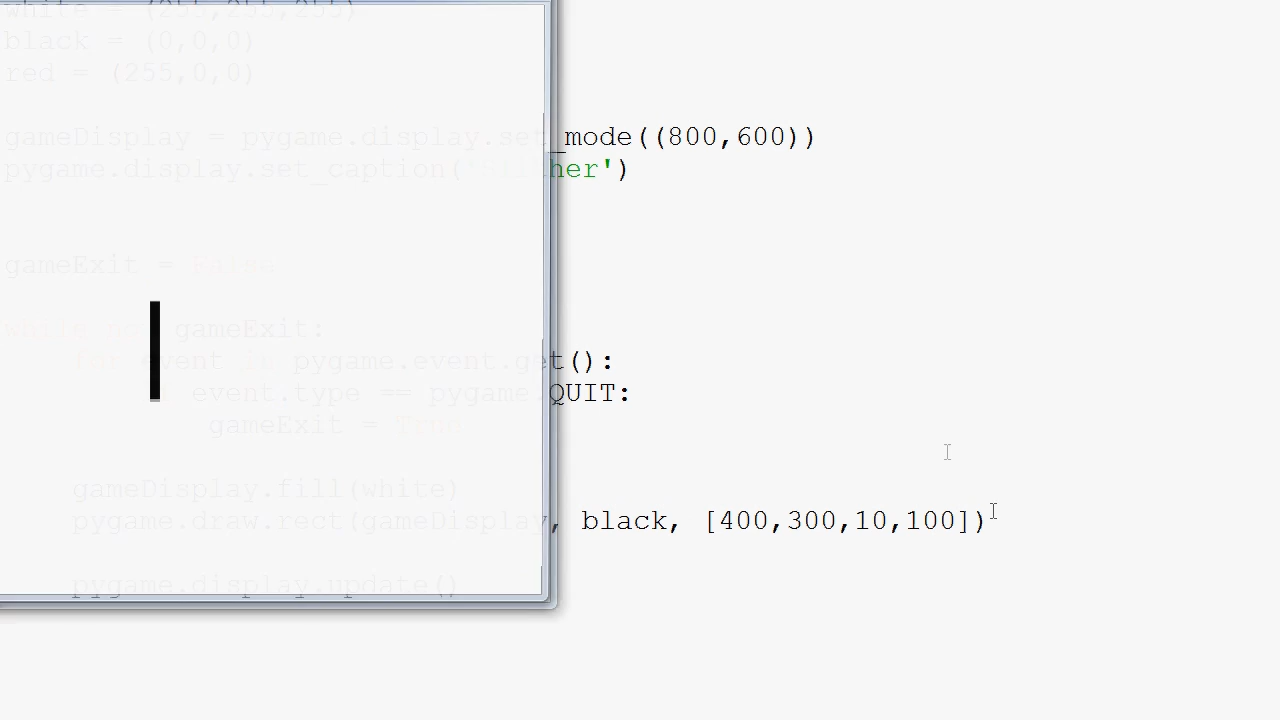 white = (255,255,255)
black = (0,0,0)
red = (255,0,0)
gameDisplay = pygame.display.set_mode((800,600))
pygame.display.set_caption('Slither')
gameExit = False
while not gameExit:
for event in pygame.event.get():
event.type == pygame.QUIT:
gameExit = True
gameDisplay.fill(white)
pygame.draw.rect(gameDisplay, black, [400,300,10,100])
pygame.display.update()